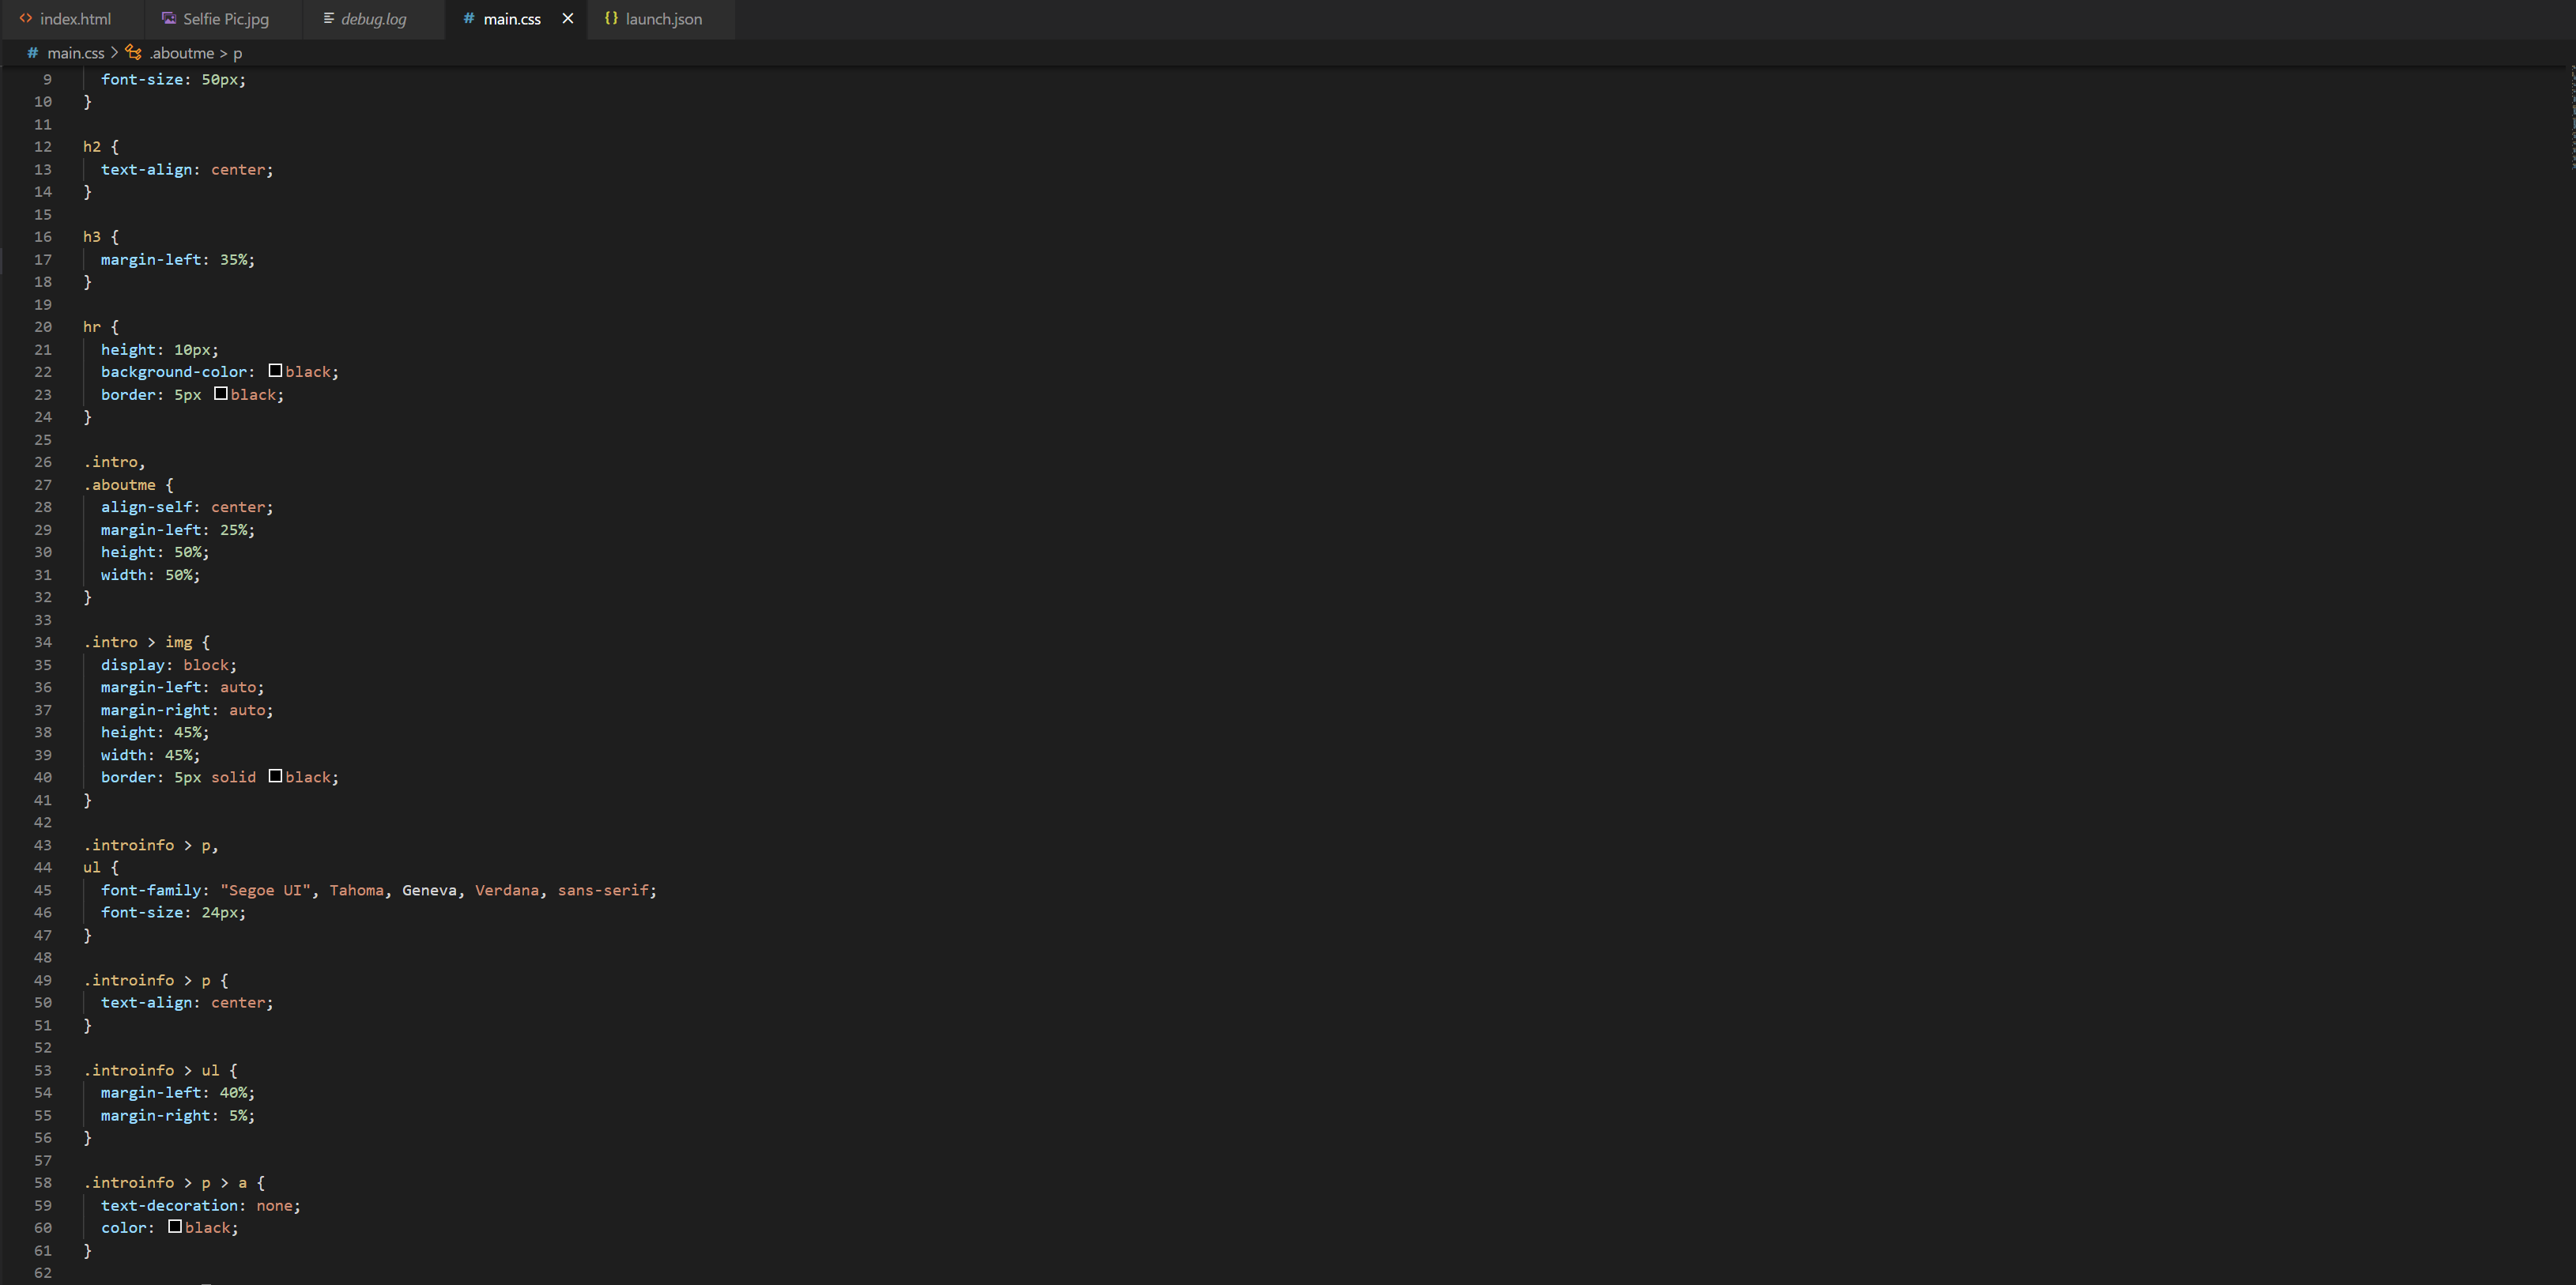 index.html Selfie Pic.jpg debug.log # main.css launch.json
# main.css > .aboutme > p
9 font-size: 50px;
10 }
11
12 h2 {
13 text-align: center;
14 }
15
16 h3 {
17 margin-left: 35%;
18 }
19
20 hr {
21 height: 10px;
22 background-color: black;
23 border: 5px black;
24 }
25
26 .intro,
27 .aboutme {
28 align-self: center;
29 margin-left: 25%;
30 height: 50%;
31 width: 50%;
32 }
33
34 .intro > img {
35 display: block;
36 margin-left: auto;
37 margin-right: auto;
38 height: 45%;
39 width: 45%;
40 border: 5px solid black;
41 }
42
43 .introinfo > p,
44 ul {
45 font-family: "Segoe UI", Tahoma, Geneva, Verdana, sans-serif;
46 font-size: 24px;
47 }
48
49 .introinfo > p {
50 text-align: center;
51 }
52
53 .introinfo > ul {
54 margin-left: 40%;
55 margin-right: 5%;
56 }
57
58 .introinfo > p > a {
59 text-decoration: none;
60 color: black;
61 }
62